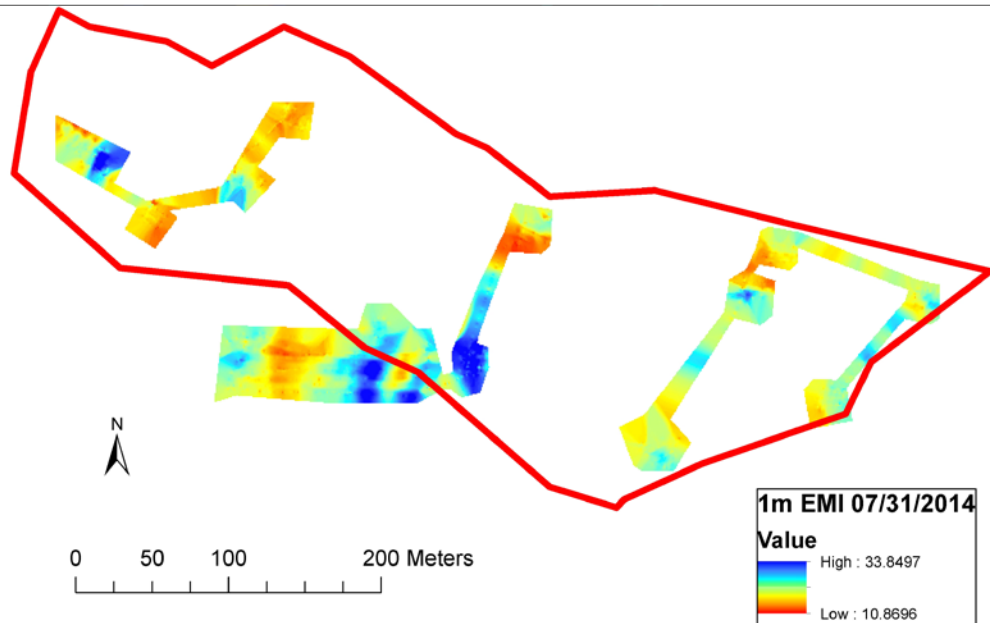 N
0 50 100 200 Meters
1m EMI 07/31/2014
Value
High : 33.8497
Low : 10.8696